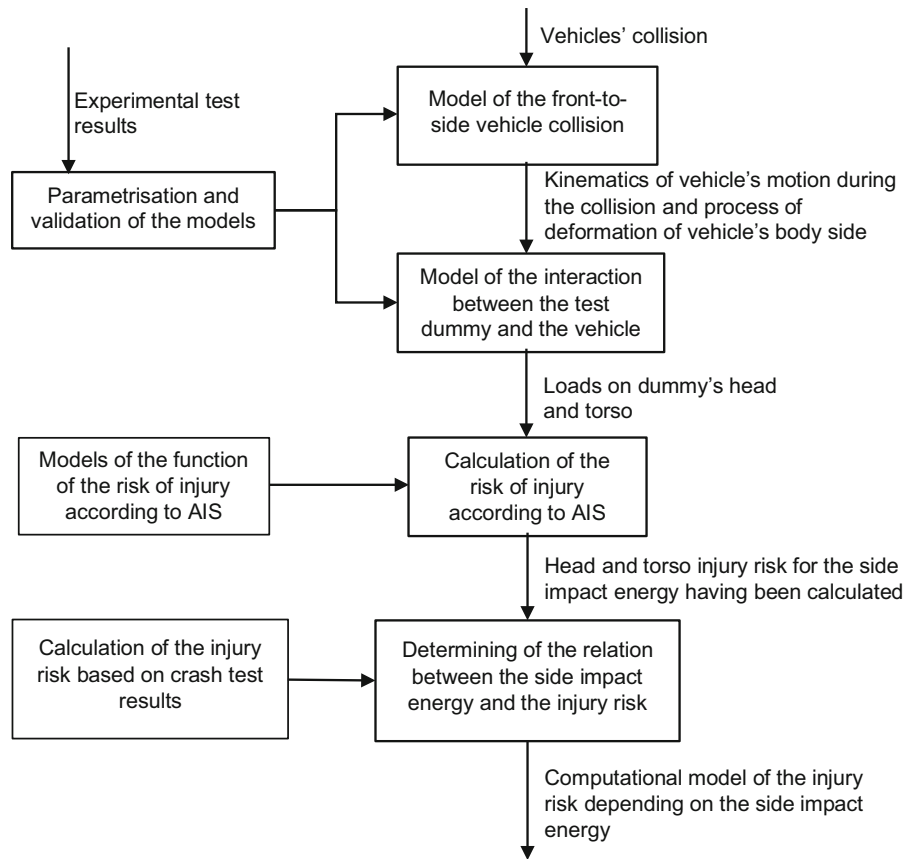 Vehicles' collision
Experimental test
results
Model of the front-to-
side vehicle collision
Parametrisation and
validation of the models
Kinematics of vehicle's motion during
the collision and process of
deformation of vehicle's body side
Model of the interaction
between the test
dummy and the vehicle
Loads on dummy's head
and torso
Models of the function
of the risk of injury
according to AIS
Calculation of the
risk of injury
according to AIS
Head and torso injury risk for the side
impact energy having been calculated
Calculation of the injury
risk based on crash test
results
Determining of the relation
between the side impact
energy and the injury risk
Computational model of the injury
risk depending on the side impact
energy